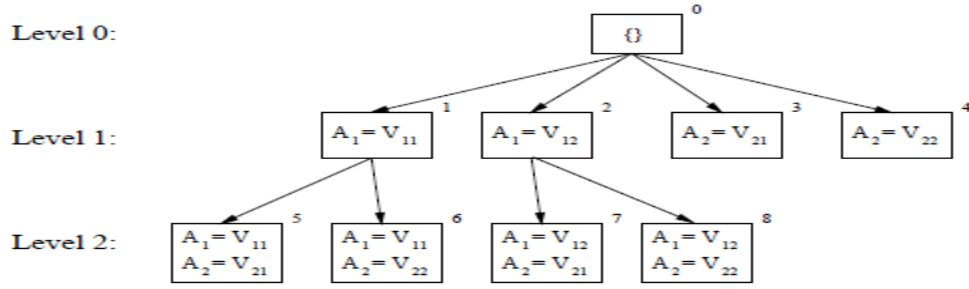 0
Level 0: {}
1 2 3 4
Level 1: A₁= V₁₁ A₁= V₁₂ A₂= V₂₁ A₂= V₂₂
5 6 7 8
Level 2: A₁= V₁₁ A₁= V₁₁ A₁= V₁₂ A₁= V₁₂
A₂= V₂₁ A₂= V₂₂ A₂= V₂₁ A₂= V₂₂